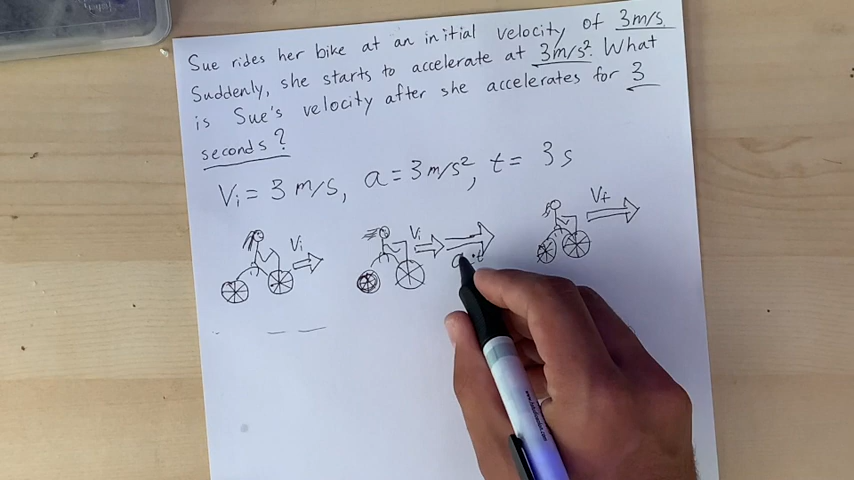 Sue rides her bike at an initial velocity of 3m/s
Suddenly, she starts to accelerate at 3m/s². What
is Sue's velocity after she accelerates for 3
seconds?
Vi = 3 m/s, a = 3 m/s², t = 3 s
Vi Vi Vf
a·t